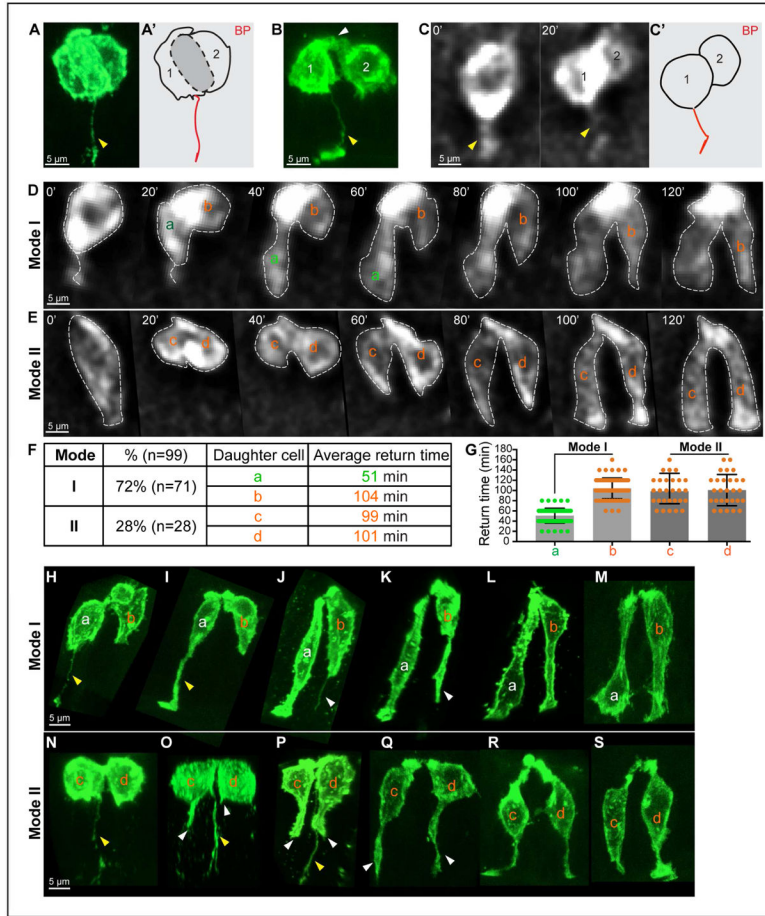 A A' BP B C 0' 20' C' BP
1 2 1 2 1 2 1 2
5 µm 5 µm 5 µm
D 0' 20' 40' 60' 80' 100' 120'
Mode I
a b a b a b b b b
5 µm
E 0' 20' 40' 60' 80' 100' 120'
Mode II
c d c d c d c d c d c d
5 µm
F
Mode % (n=99) Daughter cell Average return time
I 72% (n=71) a 51 min
b 104 min
II 28% (n=28) c 99 min
d 101 min
G Mode I Mode II
Return time (min)
180
160
140
120
100
80
60
40
20
0
a b c d
H I J K L M
Mode I
a b a b a b a b a b a b
5 µm
N O P Q R S
Mode II
c d c d c d c d c d c d
5 µm